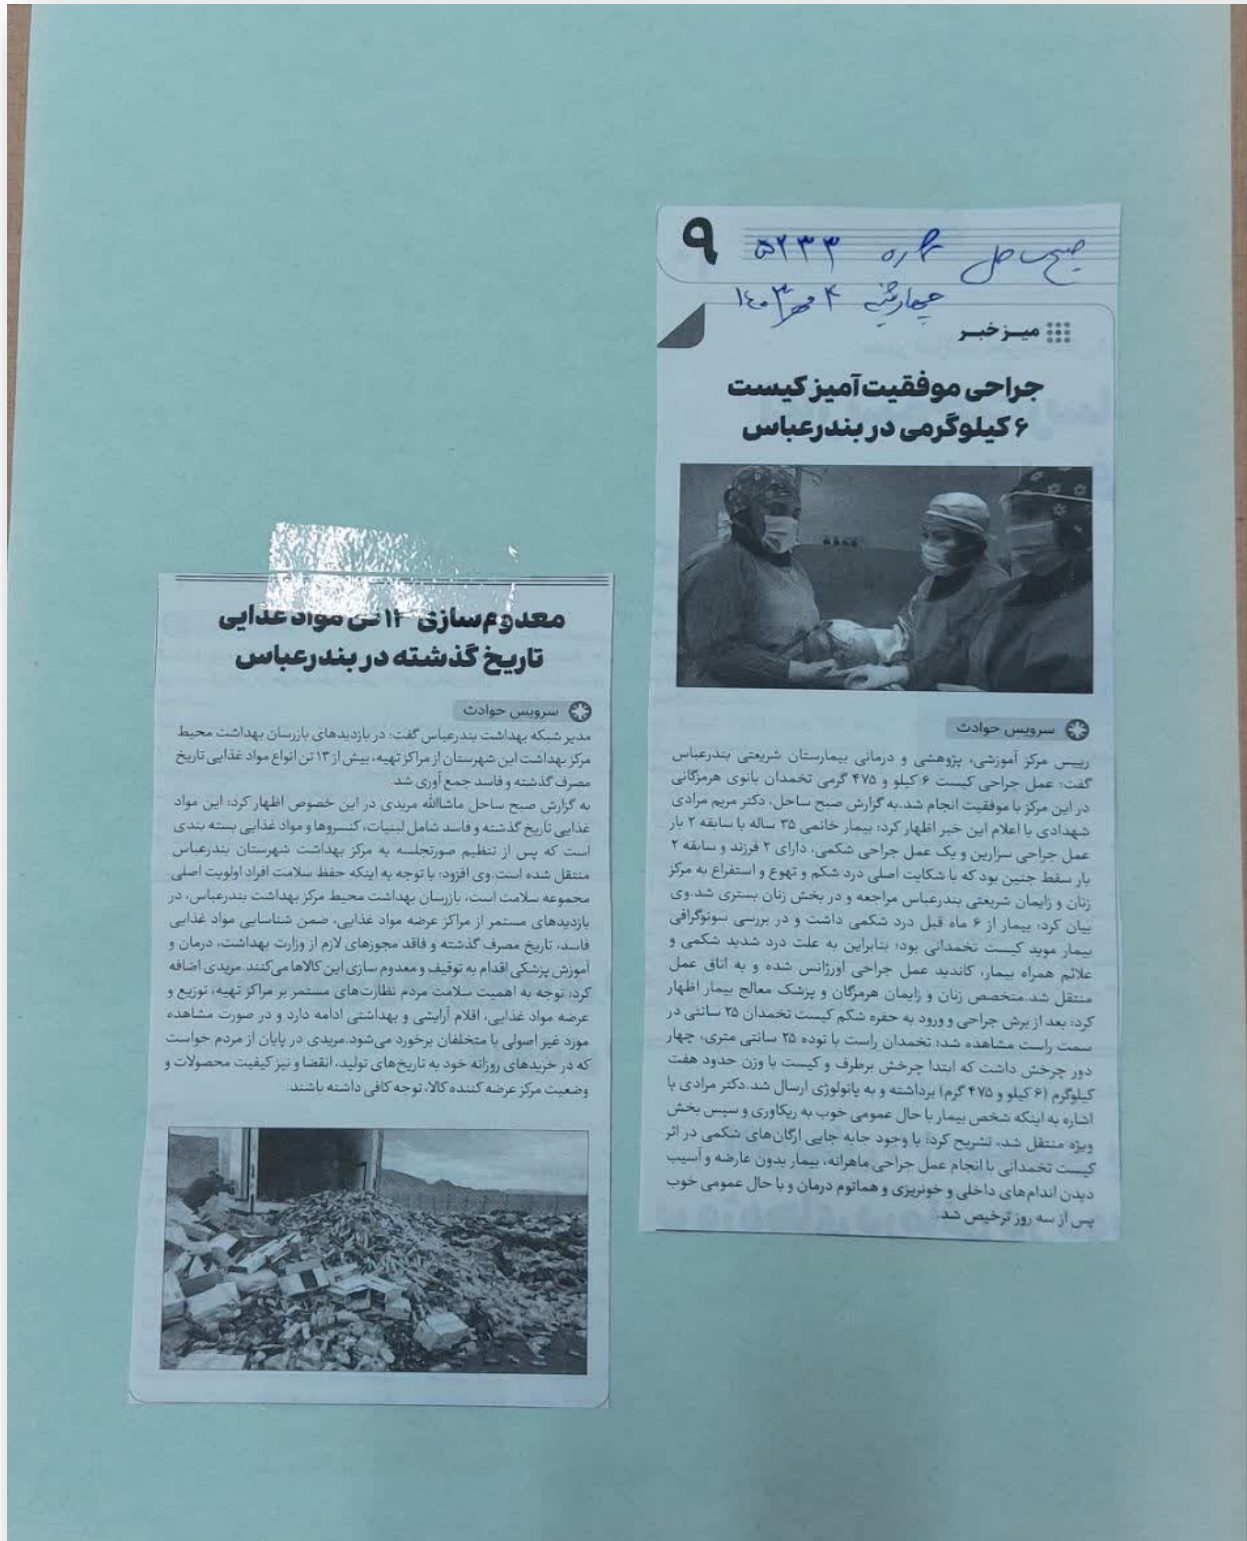 ۹
صبح ساحل شماره ۵۲۳۳
چهارشنبه ۴ مهر ۱۴۰۳
میز خبر
جراحی موفقیت‌آمیز کیست
۶ کیلوگرمی در بندرعباس
سرویس حوادث
رییس مرکز آموزشی، پژوهشی و درمانی بیمارستان شریعتی بندرعباس
گفت: عمل جراحی کیست ۶ کیلو و ۴۷۵ گرمی تخمدان بانوی هرمزگانی
در این مرکز با موفقیت انجام شد.به گزارش صبح ساحل، دکتر مریم مرادی
شهدادی با اعلام این خبر اظهار کرد: بیمار خانمی ۳۵ ساله با سابقه ۲ بار
عمل جراحی سزارین و یک عمل جراحی شکمی، دارای ۲ فرزند و سابقه ۲
بار سقط جنین بود که با شکایت اصلی درد شکم و تهوع و استفراغ به مرکز
زنان و زایمان شریعتی بندرعباس مراجعه و در بخش زنان بستری شد.وی
بیان کرد: بیمار از ۶ ماه قبل درد شکمی داشت و در بررسی سونوگرافی
بیمار موید کیست تخمدانی بود؛ بنابراین به علت درد شدید شکمی و
علائم همراه بیمار، کاندید عمل جراحی اورژانس شده و به اتاق عمل
منتقل شد.متخصص زنان و زایمان هرمزگان و پزشک معالج بیمار اظهار
کرد: بعد از برش جراحی و ورود به حفره شکم کیست تخمدان ۲۵ سانتی در
سمت راست مشاهده شد؛ تخمدان راست با توده ۲۵ سانتی متری، چهار
دور چرخش داشت که ابتدا چرخش برطرف و کیست با وزن حدود هفت
کیلوگرم (۶ کیلو و ۴۷۵ گرم) برداشته و به پاتولوژی ارسال شد.دکتر مرادی با
اشاره به اینکه شخص بیمار با حال عمومی خوب به ریکاوری و سپس بخش
ویژه منتقل شد، تشریح کرد: با وجود جابه جایی ارگان‌های شکمی در اثر
کیست تخمدانی با انجام عمل جراحی ماهرانه، بیمار بدون عارضه و آسیب
دیدن اندام‌های داخلی و خونریزی و هماتوم درمان و با حال عمومی خوب
پس از سه روز ترخیص شد.
معدوم‌سازی تن مواد غذایی
تاریخ گذشته در بندرعباس
سرویس حوادث
مدیر شبکه بهداشت بندرعباس گفت: در بازدیدهای بازرسان بهداشت محیط
مرکز بهداشت این شهرستان از مراکز تهیه، بیش از ۱۳ تن انواع مواد غذایی تاریخ
مصرف گذشته و فاسد جمع آوری شد.
به گزارش صبح ساحل ماشاالله مریدی در این خصوص اظهار کرد: این مواد
غذایی تاریخ گذشته و فاسد شامل لبنیات، کنسروها و مواد غذایی بسته بندی
است که پس از تنظیم صورتجلسه به مرکز بهداشت شهرستان بندرعباس
منتقل شده است.وی افزود: با توجه به اینکه حفظ سلامت افراد اولویت اصلی
مجموعه سلامت است، بازرسان بهداشت محیط مرکز بهداشت بندرعباس، در
بازدیدهای مستمر از مراکز عرضه مواد غذایی، ضمن شناسایی مواد غذایی
فاسد، تاریخ مصرف گذشته و فاقد مجوزهای لازم از وزارت بهداشت، درمان و
آموزش پزشکی اقدام به توقیف و معدوم سازی این کالاها می‌کنند.مریدی اضافه
کرد: توجه به اهمیت سلامت مردم نظارت‌های مستمر بر مراکز تهیه، توزیع و
عرضه مواد غذایی، اقلام آرایشی و بهداشتی ادامه دارد و در صورت مشاهده
مورد غیر اصولی با متخلفان برخورد می‌شود.مریدی در پایان از مردم خواست
که در خریدهای روزانه خود به تاریخ‌های تولید، انقضا و نیز کیفیت محصولات و
وضعیت مرکز عرضه کننده کالا، توجه کافی داشته باشند.